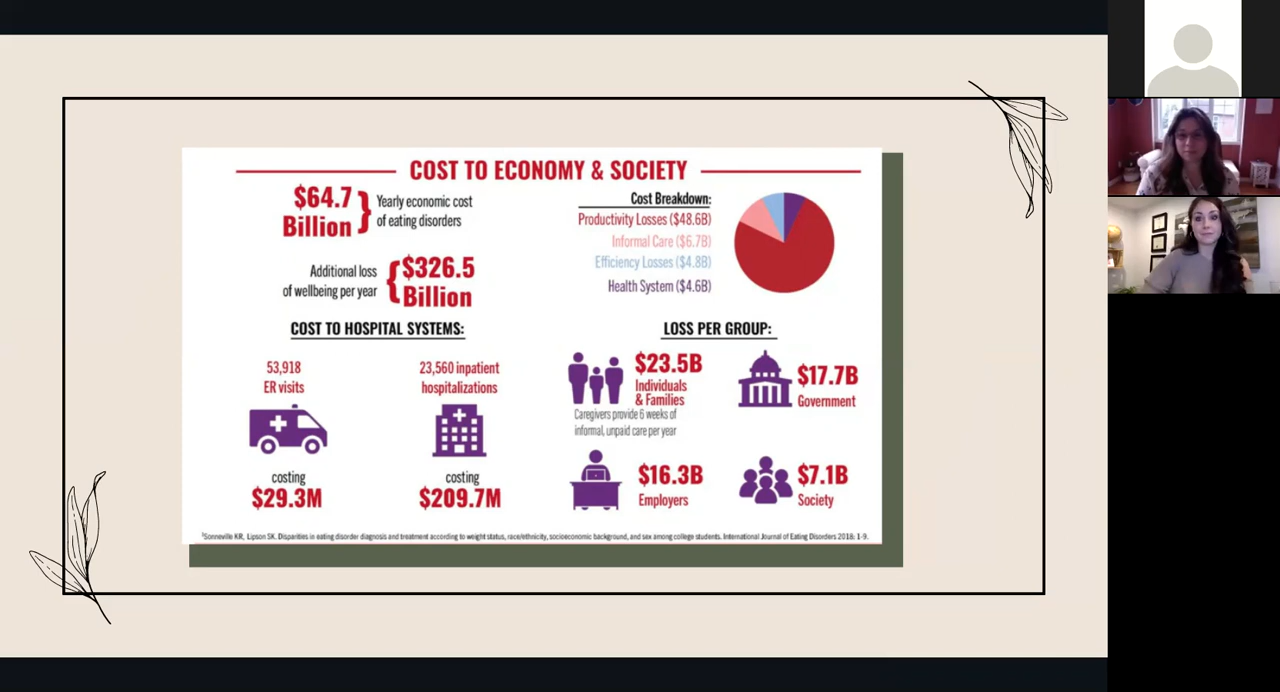 COST TO ECONOMY & SOCIETY
$64.7
Billion
Yearly economic cost
of eating disorders
Additional loss
of wellbeing per year
$326.5
Billion
Cost Breakdown:
Productivity Losses ($48.6B)
Informal Care ($6.7B)
Efficiency Losses ($4.8B)
Health System ($4.6B)
COST TO HOSPITAL SYSTEMS:
53,918
ER visits
costing
$29.3M
23,560 inpatient
hospitalizations
costing
$209.7M
LOSS PER GROUP:
$23.5B
Individuals
& Families
Caregivers provide 6 weeks of
informal, unpaid care per year
$17.7B
Government
$16.3B
Employers
$7.1B
Society
¹Sonneville KR, Lipson SK. Disparities in eating disorder diagnosis and treatment according to weight status, race/ethnicity, socioeconomic background, and sex among college students. International Journal of Eating Disorders 2018; 1-9.